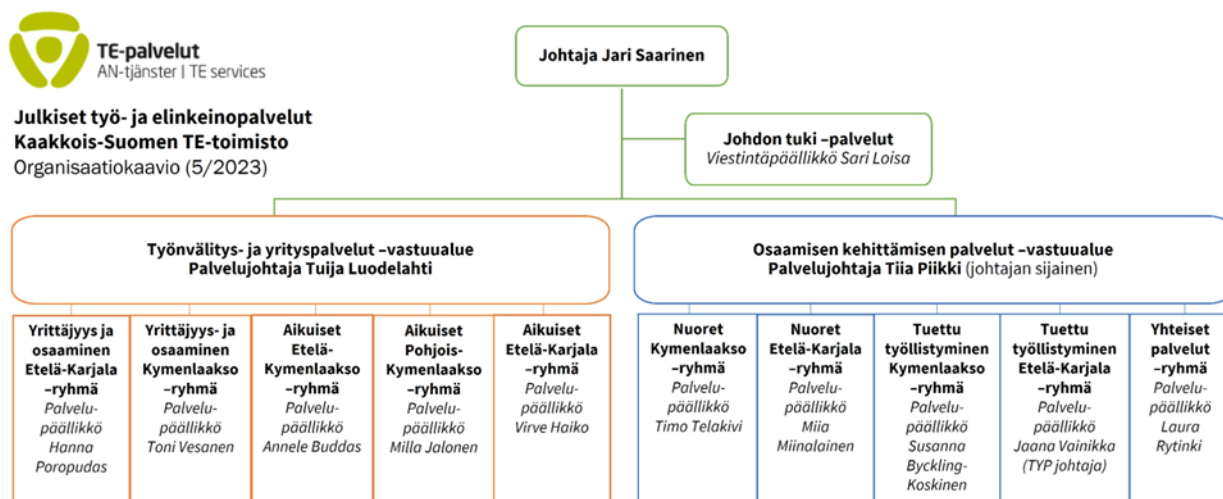 TE-palvelut
AN-tjänster | TE services
Julkiset työ- ja elinkeinopalvelut
Kaakkois-Suomen TE-toimisto
Organisaatiokaavio (5/2023)
Johtaja Jari Saarinen
Johdon tuki –palvelut
Viestintäpäällikkö Sari Loisa
Työnvälitys- ja yrityspalvelut –vastuualue
Palvelujohtaja Tuija Luodelahti
Osaamisen kehittämisen palvelut –vastuualue
Palvelujohtaja Tiia Piikki (johtajan sijainen)
Yrittäjyys ja
osaaminen
Etelä-Karjala
–ryhmä
Palvelu-
päällikkö
Hanna
Poropudas
Yrittäjyys- ja
osaaminen
Kymenlaakso
–ryhmä
Palvelu-
päällikkö
Toni Vesanen
Aikuiset
Etelä-
Kymenlaakso
–ryhmä
Palvelu-
päällikkö
Annele Buddas
Aikuiset
Pohjois-
Kymenlaakso
–ryhmä
Palvelu-
päällikkö
Milla Jalonen
Aikuiset
Etelä-Karjala
–ryhmä
Palvelu-
päällikkö
Virve Haiko
Nuoret
Kymenlaakso
–ryhmä
Palvelu-
päällikkö
Timo Telakivi
Nuoret
Etelä-Karjala
–ryhmä
Palvelu-
päällikkö
Miia
Miinalainen
Tuettu
työllistyminen
Kymenlaakso
–ryhmä
Palvelu-
päällikkö
Susanna
Byckling-
Koskinen
Tuettu
työllistyminen
Etelä-Karjala
–ryhmä
Palvelu-
päällikkö
Jaana Vainikka
(TYP johtaja)
Yhteiset
palvelut
–ryhmä
Palvelu-
päällikkö
Laura
Rytinki